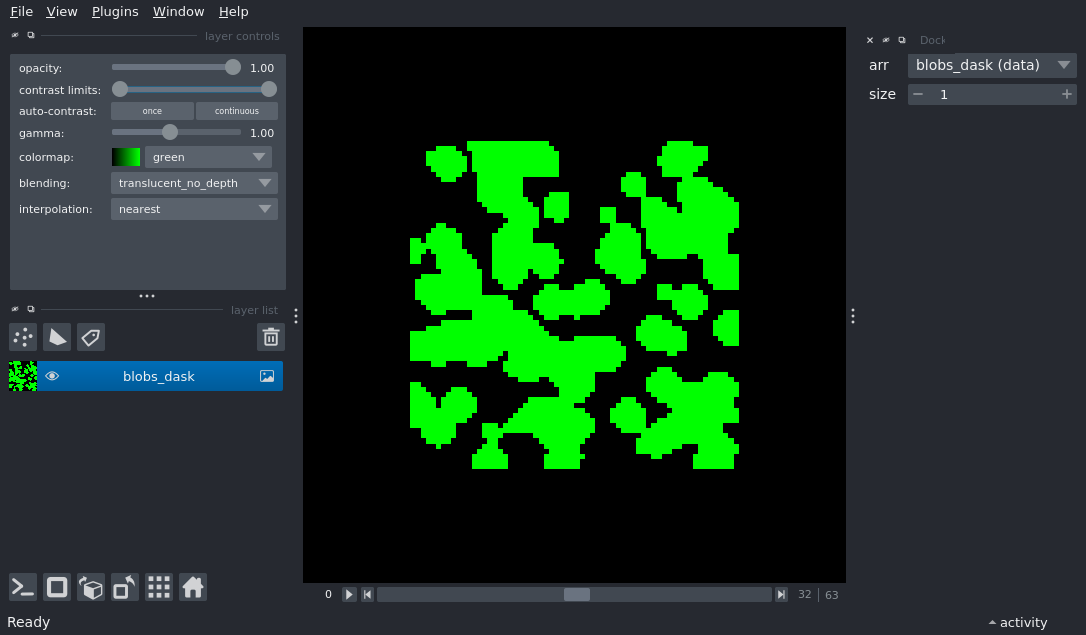 File View Plugins Window Help
layer controls
opacity: 1.00
contrast limits:
auto-contrast: once continuous
gamma: 1.00
colormap: green
blending: translucent_no_depth
interpolation: nearest
layer list
blobs_dask
0 32 63
Dock
arr blobs_dask (data)
size 1
Ready
activity